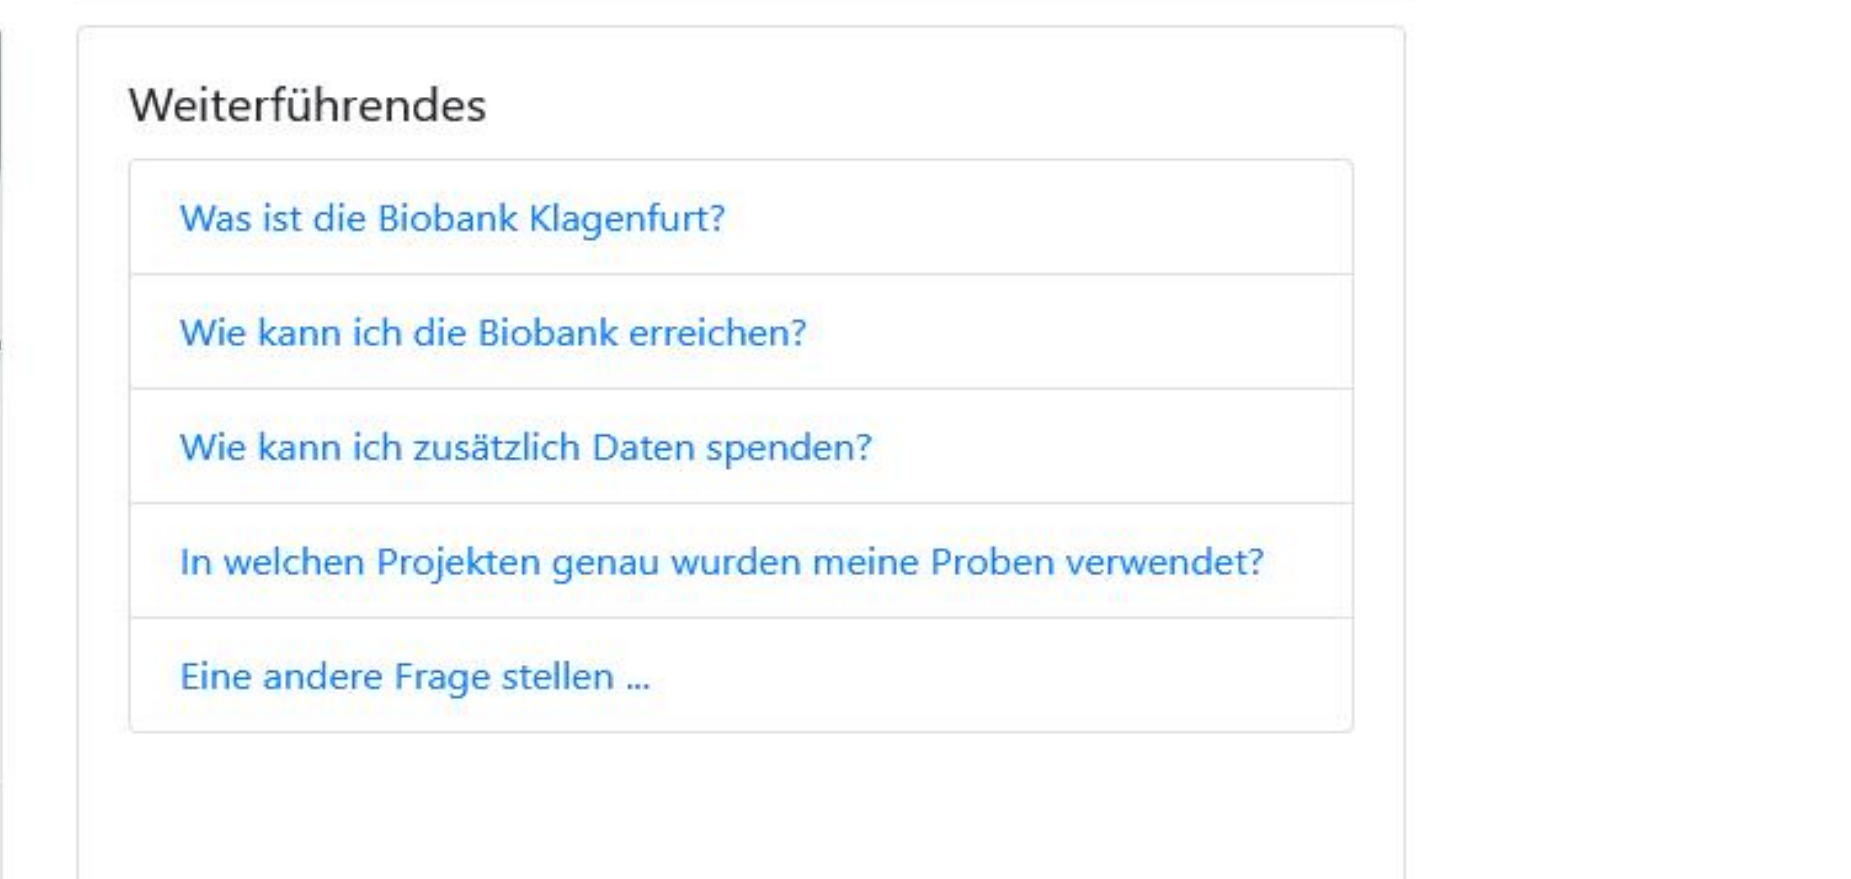 Weiterführendes
Was ist die Biobank Klagenfurt?
Wie kann ich die Biobank erreichen?
Wie kann ich zusätzlich Daten spenden?
In welchen Projekten genau wurden meine Proben verwendet?
Eine andere Frage stellen ...